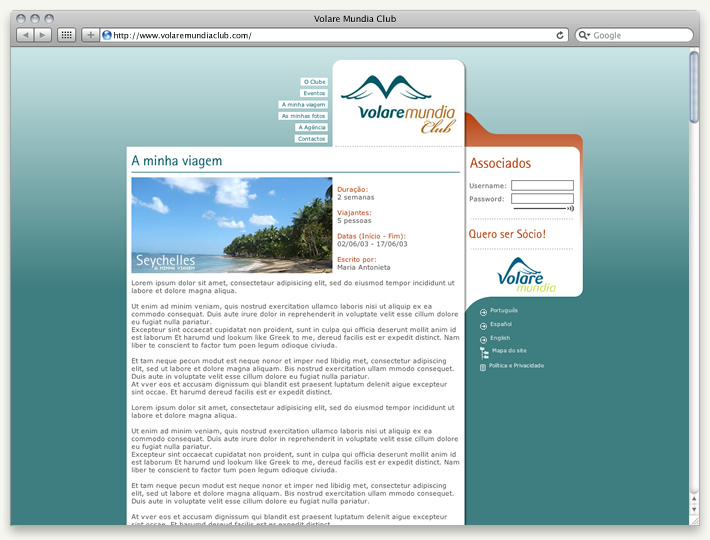 Volare Mundia Club
http://www.volaremundiaclub.com/
Google
O Clube
Eventos
A minha viagem
As minhas fotos
A Agência
Contactos
volaremundia
Club
A minha viagem
Seychelles
A MINHA VIAGEM
Duração:
2 semanas
Viajantes:
5 pessoas
Datas (Início - Fim):
02/06/03 - 17/06/03
Escrito por:
Maria Antonieta
Lorem ipsum dolor sit amet, consectetaur adipisicing elit, sed do eiusmod tempor incididunt ut
labore et dolore magna aliqua.
Ut enim ad minim veniam, quis nostrud exercitation ullamco laboris nisi ut aliquip ex ea
commodo consequat. Duis aute irure dolor in reprehenderit in voluptate velit esse cillum dolore
eu fugiat nulla pariatur.
Excepteur sint occaecat cupidatat non proident, sunt in culpa qui officia deserunt mollit anim id
est laborum Et harumd und lookum like Greek to me, dereud facilis est er expedit distinct. Nam
liber te conscient to factor tum poen legum odioque civiuda.
Et tam neque pecun modut est neque nonor et imper ned libidig met, consectetur adipiscing
elit, sed ut labore et dolore magna aliquam. Bis nostrud exercitation ullam mmodo consequet.
Duis aute in voluptate velit esse cillum dolore eu fugiat nulla pariatur.
At vver eos et accusam dignissum qui blandit est praesent luptatum delenit aigue excepteur
sint occae. Et harumd dereud facilis est er expedit distinct.
Lorem ipsum dolor sit amet, consectetaur adipisicing elit, sed do eiusmod tempor incididunt ut
labore et dolore magna aliqua.
Ut enim ad minim veniam, quis nostrud exercitation ullamco laboris nisi ut aliquip ex ea
commodo consequat. Duis aute irure dolor in reprehenderit in voluptate velit esse cillum dolore
eu fugiat nulla pariatur.
Excepteur sint occaecat cupidatat non proident, sunt in culpa qui officia deserunt mollit anim id
est laborum Et harumd und lookum like Greek to me, dereud facilis est er expedit distinct. Nam
liber te conscient to factor tum poen legum odioque civiuda.
Et tam neque pecun modut est neque nonor et imper ned libidig met, consectetur adipiscing
elit, sed ut labore et dolore magna aliquam. Bis nostrud exercitation ullam mmodo consequet.
Duis aute in voluptate velit esse cillum dolore eu fugiat nulla pariatur.
At vver eos et accusam dignissum qui blandit est praesent luptatum delenit aigue excepteur
sint occae. Et harumd dereud facilis est er expedit distinct.
Associados
Username:
Password:
Quero ser Sócio!
Volare
mundia
Português
Español
English
Mapa do site
Política e Privacidade